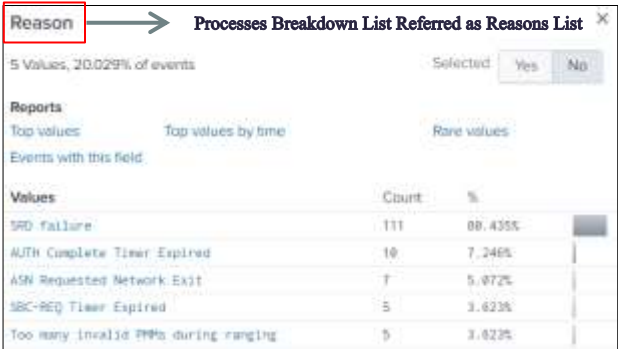 Reason Processes Breakdown List Referred as Reasons List ×
5 Values, 20.029% of events Selected Yes No
Reports
Top values Top values by time Rare values
Events with this field
Values Count %
SRD failure 111 80.435%
AUTH Complete Timer Expired 10 7.246%
ASN Requested Network Exit 7 5.072%
SBC-REQ Timer Expired 5 3.623%
Too many invalid PMMs during ranging 5 3.623%